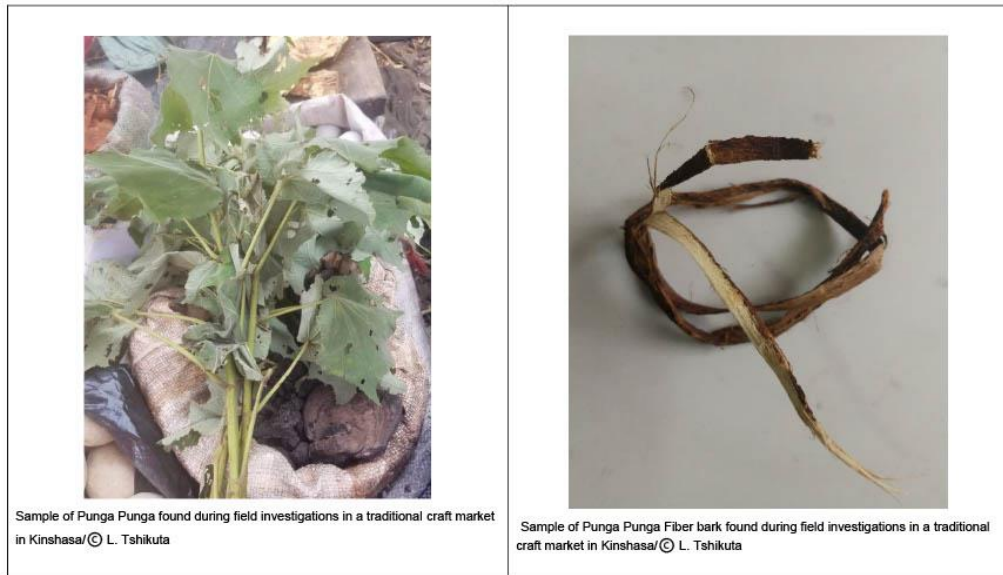 Sample of Punga Punga found during field investigations in a traditional craft market
in Kinshasa/© L. Tshikuta
Sample of Punga Punga Fiber bark found during field investigations in a traditional
craft market in Kinshasa/© L. Tshikuta